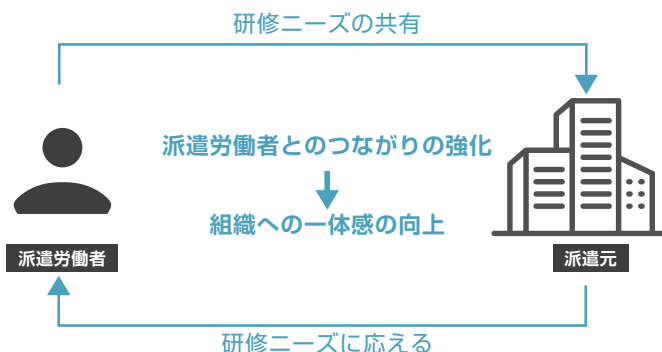 研修ニーズの共有
派遣労働者とのつながりの強化
組織への一体感の向上
派遣労働者
派遣元
研修ニーズに応える